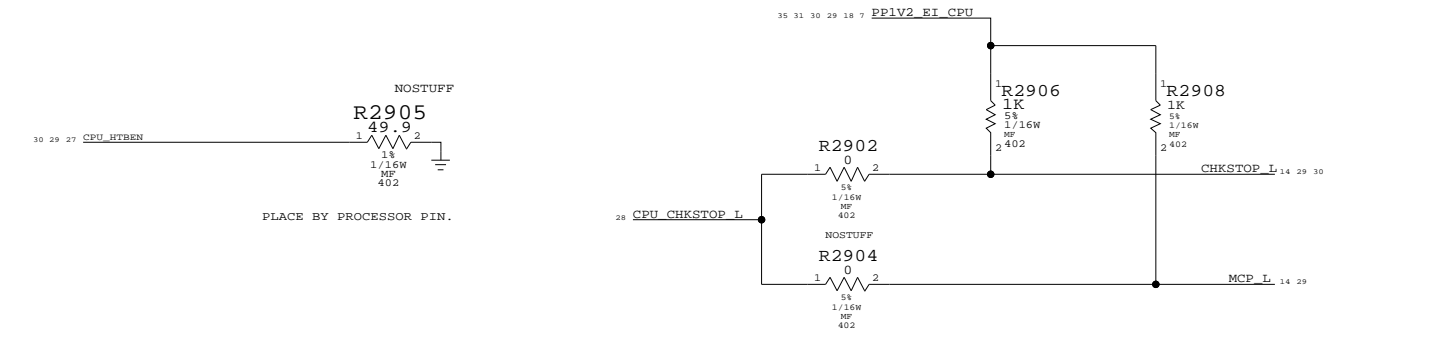 35 31 30 29 18 7 PP1V2_EI_CPU
NOSTUFF
R2905
49.9
30 29 27 CPU_HTBEN
1 2
1%
1/16W
MF
402
PLACE BY PROCESSOR PIN.
1
R2906
1K
5%
1/16W
MF
402
2
1
R2908
1K
5%
1/16W
MF
402
2
R2902
0
1 2
5%
1/16W
MF
402
CHKSTOP_L 14 29 30
28 CPU_CHKSTOP_L
NOSTUFF
R2904
0
1 2
5%
1/16W
MF
402
MCP_L 14 29